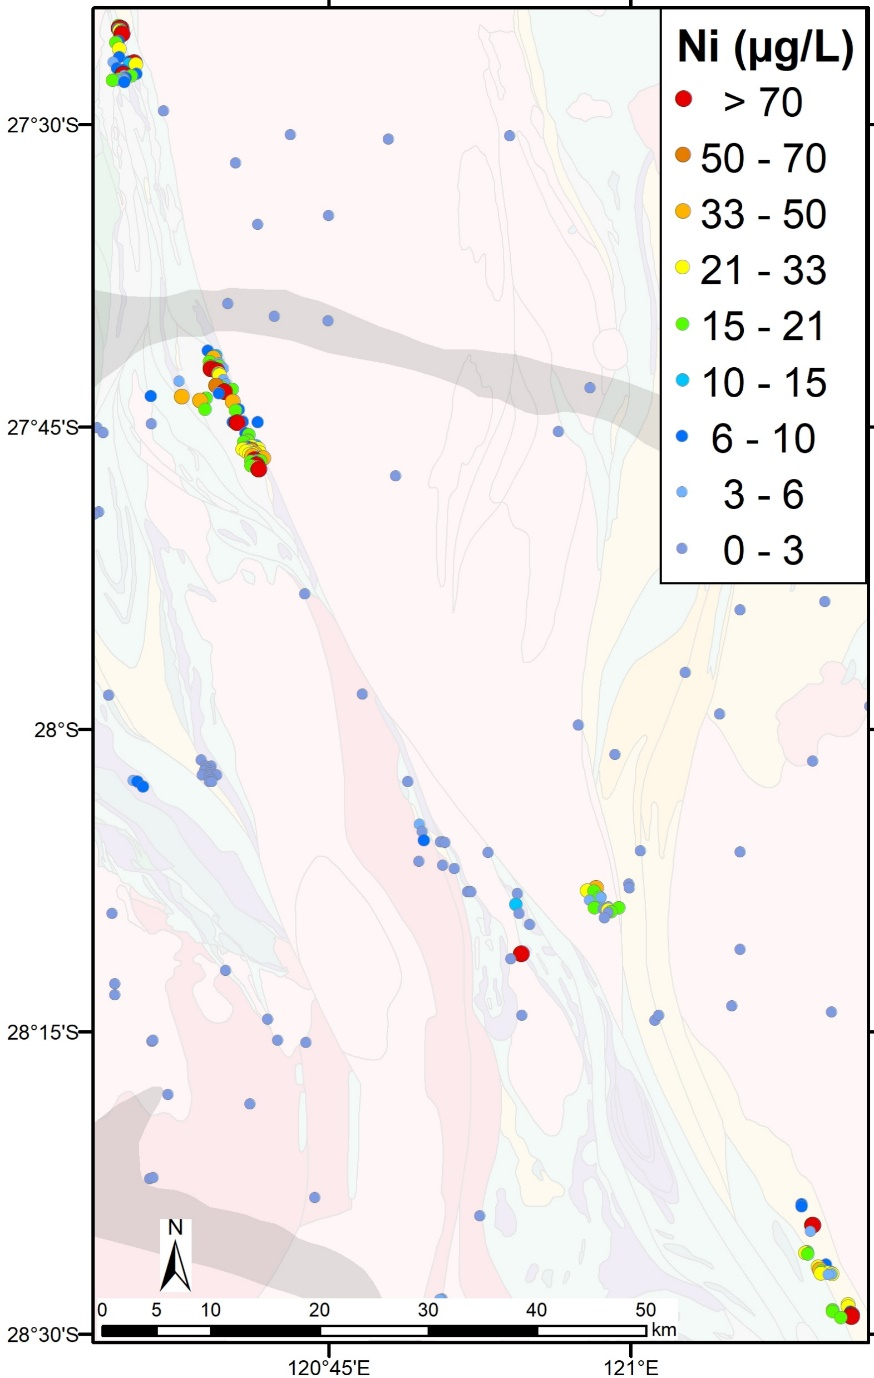 Ni (µg/L)
> 70
50 - 70
33 - 50
21 - 33
15 - 21
10 - 15
6 - 10
3 - 6
0 - 3
27°30'S
27°45'S
28°S
28°15'S
28°30'S
N
0 5 10 20 30 40 50
km
120°45'E 121°E